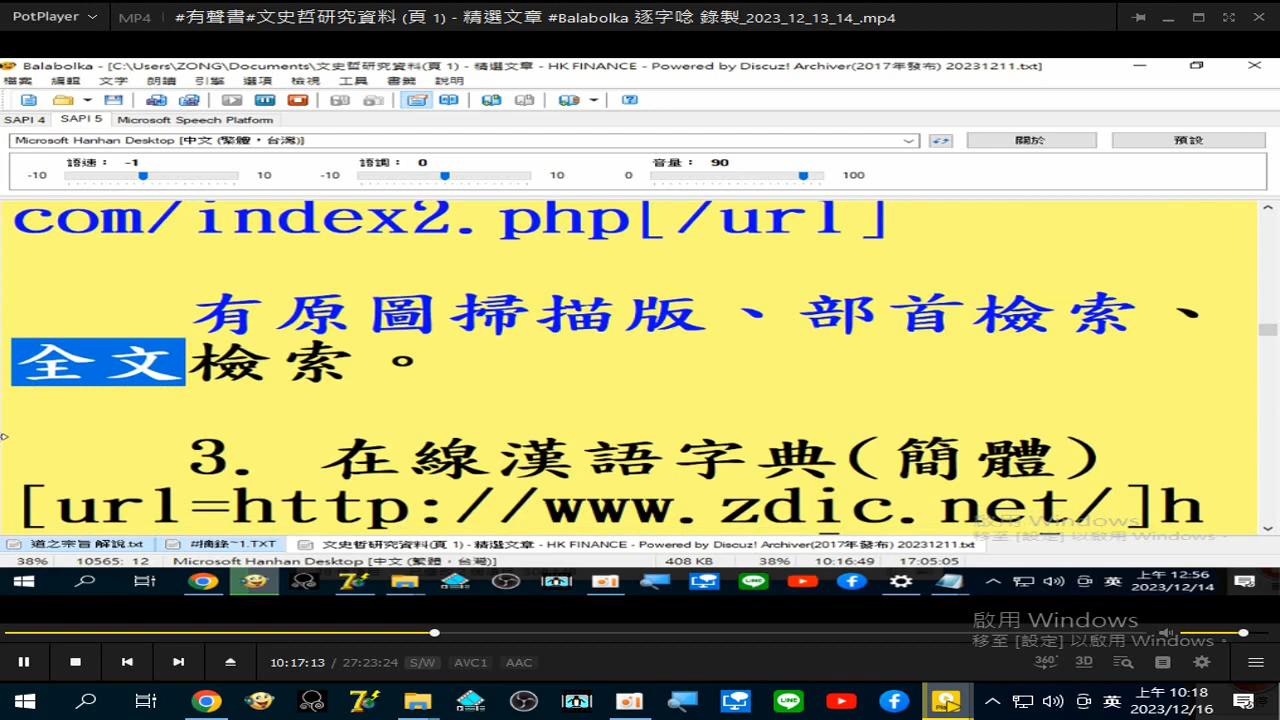 PotPlayer MP4 #有聲書#文史哲研究資料 (頁 1) - 精選文章 #Balabolka 逐字唸 錄製_2023_12_13_14_.mp4
Balabolka - [C:\Users\ZONG\Documents\文史哲研究資料(頁 1) - 精選文章 - HK FINANCE - Powered by Discuz! Archiver(2017年發布) 20231211.txt]
檔案 編輯 文字 朗讀 引擎 選項 檢視 工具 書籤 說明
SAPI 4 SAPI 5 Microsoft Speech Platform
Microsoft Hanhan Desktop [中文 (繁體，台灣)] 關於 預設
語速： -1 語調： 0 音量： 90
-10 10 -10 10 0 100
com/index2.php[/url]
有原圖掃描版、部首檢索、
全文檢索。
3. 在線漢語字典(簡體)
[url=http://www.zdic.net/]h
啟用 Windows
移至 [設定] 以啟用 Windows。
道之宗旨 解說.txt #摘錄~1.TXT 文史哲研究資料(頁 1) - 精選文章 - HK FINANCE - Powered by Discuz! Archiver(2017年發布) 20231211.txt
38% 10565: 12 Microsoft Hanhan Desktop [中文 (繁體，台灣)] 408 KB 38% 10:16:49 17:05:05
英 上午 12:56
2023/12/14
啟用 Windows
移至 [設定] 以啟用 Windows。
10:17:13 / 27:23:24 S/W AVC1 AAC 360° 3D
英 上午 10:18
2023/12/16